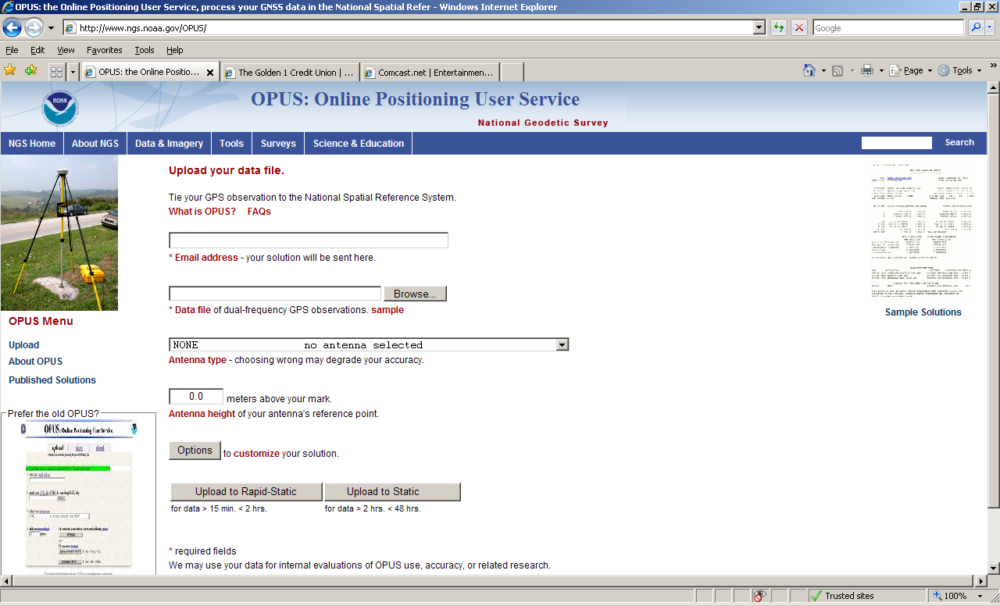 OPUS: the Online Positioning User Service, process your GNSS data in the National Spatial Refer - Windows Internet Explorer
http://www.ngs.noaa.gov/OPUS/
Google
File Edit View Favorites Tools Help
OPUS: the Online Positio...
The Golden 1 Credit Union | ...
Comcast.net | Entertainmen...
Page
Tools
NOAA
OPUS: Online Positioning User Service
National Geodetic Survey
NGS Home
About NGS
Data & Imagery
Tools
Surveys
Science & Education
Search
Upload your data file.
Tie your GPS observation to the National Spatial Reference System.
What is OPUS? FAQs
* Email address - your solution will be sent here.
Browse...
* Data file of dual-frequency GPS observations. sample
NONE no antenna selected
Antenna type - choosing wrong may degrade your accuracy.
0.0 meters above your mark.
Antenna height of your antenna's reference point.
Options to customize your solution.
Upload to Rapid-Static
Upload to Static
for data > 15 min. < 2 hrs.
for data > 2 hrs. < 48 hrs.
* required fields
We may use your data for internal evaluations of OPUS use, accuracy, or related research.
Sample Solutions
OPUS Menu
Upload
About OPUS
Published Solutions
Prefer the old OPUS?
OPUS: Online Positioning User Service
upload view about
Trusted sites
100%